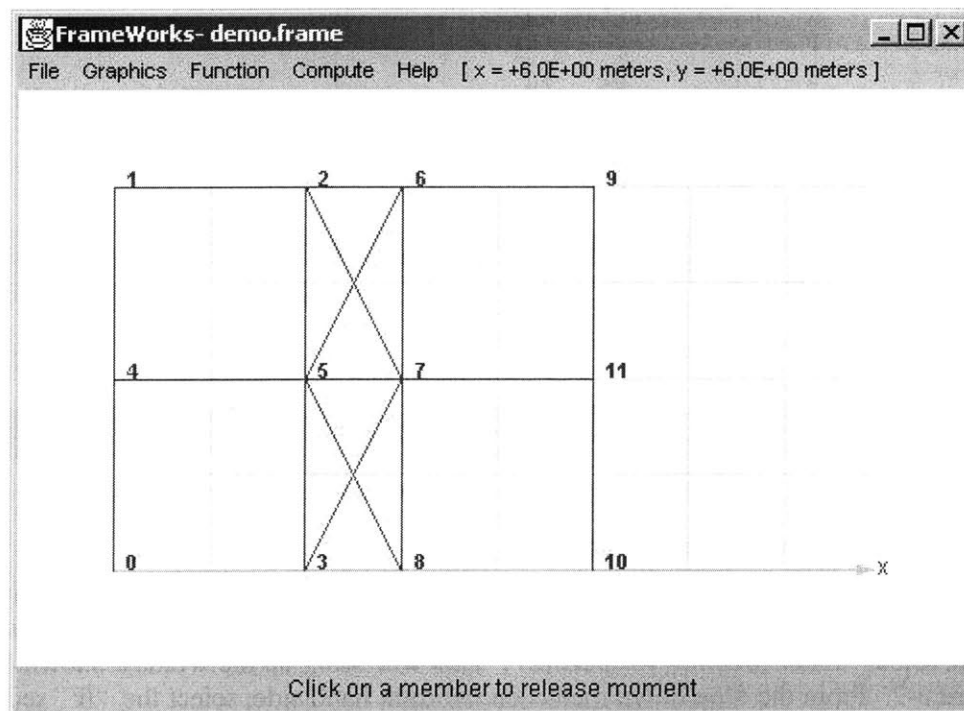 FrameWorks- demo.frame
File Graphics Function Compute Help [ x = +6.0E+00 meters, y = +6.0E+00 meters ]
1 2 6 9
4 5 7 11
0 3 8 10 X
Click on a member to release moment